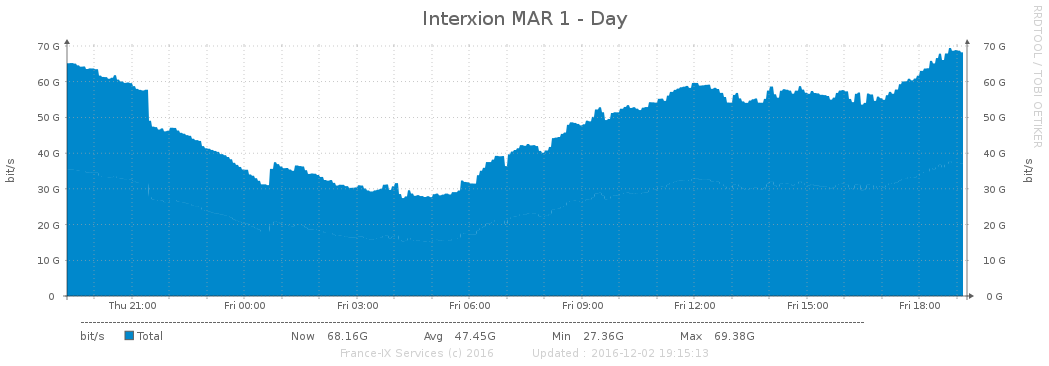 Interxion MAR 1 - Day
RRDTOOL / TOBI OETIKER
bit/s
bit/s
70 G 70 G
60 G 60 G
50 G 50 G
40 G 40 G
30 G 30 G
20 G 20 G
10 G 10 G
0 0 G
Thu 21:00 Fri 00:00 Fri 03:00 Fri 06:00 Fri 09:00 Fri 12:00 Fri 15:00 Fri 18:00
bit/s Total Now 68.16G Avg 47.45G Min 27.36G Max 69.38G
France-IX Services (c) 2016 Updated : 2016-12-02 19:15:13